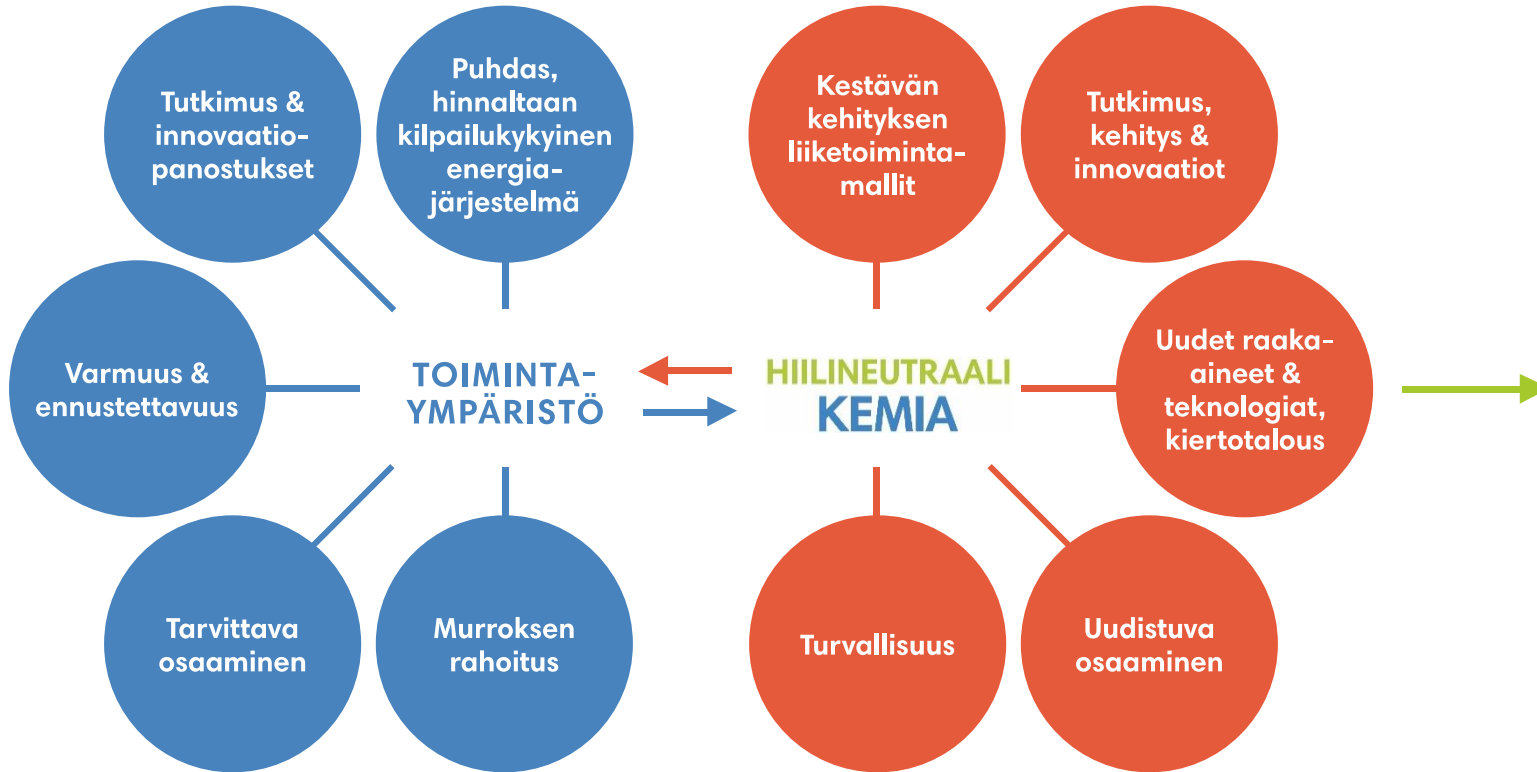 Tutkimus &
innovaatio-
panostukset
Puhdas,
hinnaltaan
kilpailukykyinen
energia-
järjestelmä
Varmuus &
ennustettavuus
TOIMINTA-
YMPÄRISTÖ
Tarvittava
osaaminen
Murroksen
rahoitus
Kestävän
kehityksen
liiketoiminta-
mallit
Tutkimus,
kehitys &
innovaatiot
HIILINEUTRAALI
KEMIA
Uudet raaka-
aineet &
teknologiat,
kiertotalous
Turvallisuus
Uudistuva
osaaminen